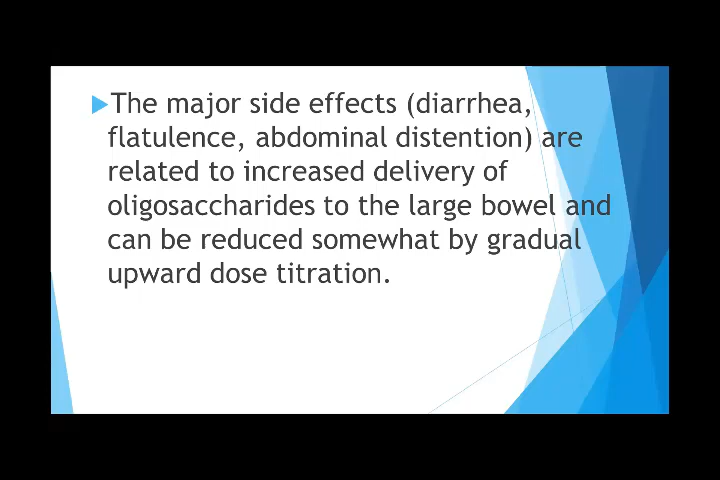 The major side effects (diarrhea,
flatulence, abdominal distention) are
related to increased delivery of
oligosaccharides to the large bowel and
can be reduced somewhat by gradual
upward dose titration.